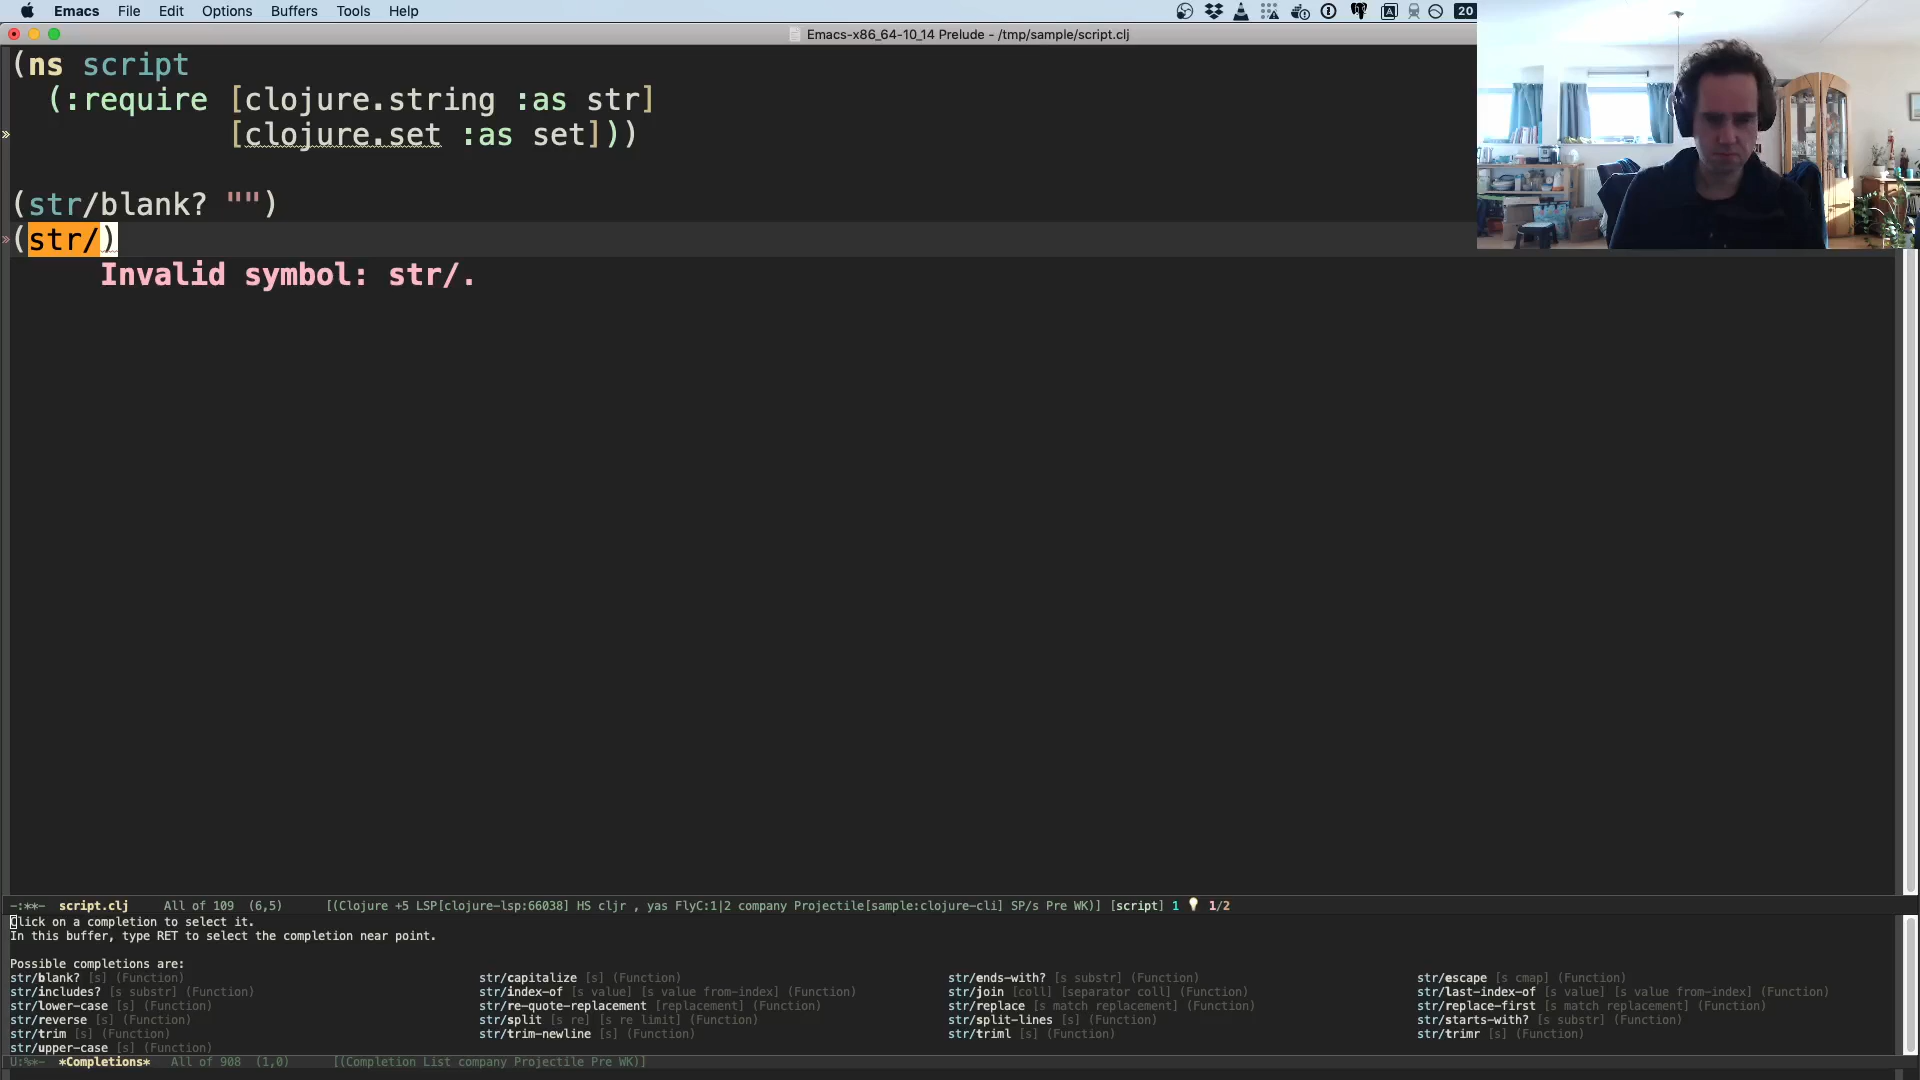 Emacs File Edit Options Buffers Tools Help 20
Emacs-x86_64-10_14 Prelude - /tmp/sample/script.clj
(ns script
(:require [clojure.string :as str]
» [clojure.set :as set]))
(str/blank? "")
» (str/)
Invalid symbol: str/.
-:**- script.clj All of 109 (6,5) [(Clojure +5 LSP[clojure-lsp:66038] HS cljr , yas FlyC:1|2 company Projectile[sample:clojure-cli] SP/s Pre WK)] [script] 1 1/2
Click on a completion to select it.
In this buffer, type RET to select the completion near point.
Possible completions are:
str/blank? [s] (Function) str/capitalize [s] (Function) str/ends-with? [s substr] (Function) str/escape [s cmap] (Function)
str/includes? [s substr] (Function) str/index-of [s value] [s value from-index] (Function) str/join [coll] [separator coll] (Function) str/last-index-of [s value] [s value from-index] (Function)
str/lower-case [s] (Function) str/re-quote-replacement [replacement] (Function) str/replace [s match replacement] (Function) str/replace-first [s match replacement] (Function)
str/reverse [s] (Function) str/split [s re] [s re limit] (Function) str/split-lines [s] (Function) str/starts-with? [s substr] (Function)
str/trim [s] (Function) str/trim-newline [s] (Function) str/triml [s] (Function) str/trimr [s] (Function)
str/upper-case [s] (Function)
U:%*- *Completions* All of 908 (1,0) [(Completion List company Projectile Pre WK)]